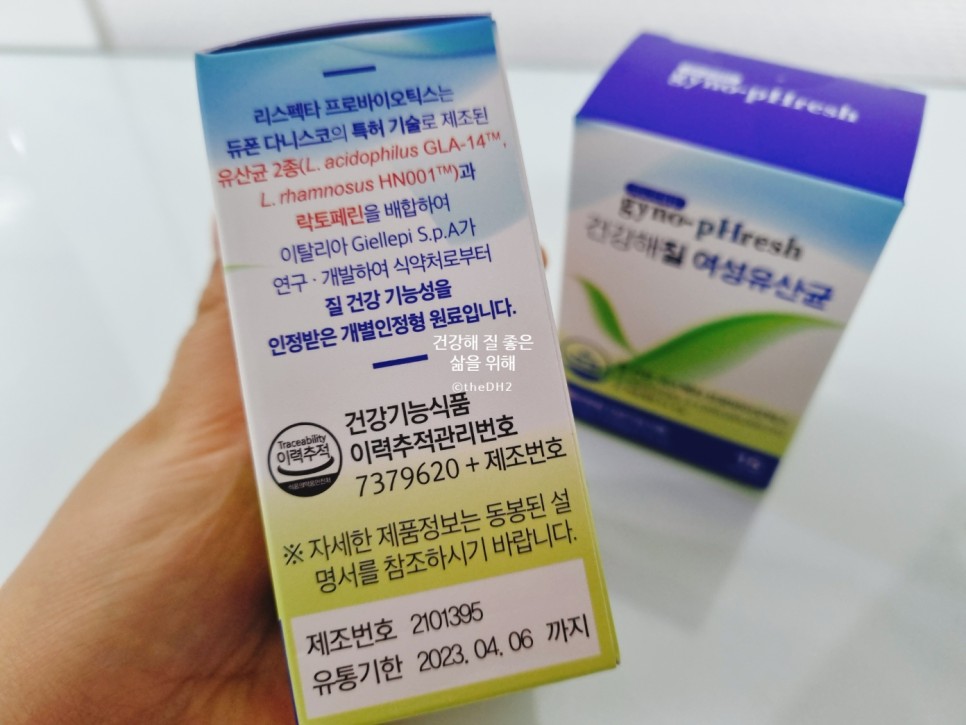 리스펙타 프로바이오틱스는
듀폰 다니스코의 특허 기술로 제조된
유산균 2종(L. acidophilus GLA-14™,
L. rhamnosus HN001™)과
락토페린을 배합하여
이탈리아 Giellepi S.p.A가
연구·개발하여 식약처로부터
질 건강 기능성을
인정받은 개별인정형 원료입니다.
건강해 질 좋은
삶을 위해
©theDH2
Traceability
이력추적
식품의약품안전처
건강기능식품
이력추적관리번호
7379620 + 제조번호
※ 자세한 제품정보는 동봉된 설
명서를 참조하시기 바랍니다.
제조번호 2101395
유통기한 2023. 04. 06 까지
gyno-pHresh
gyno-pHresh
건강해질 여성유산균